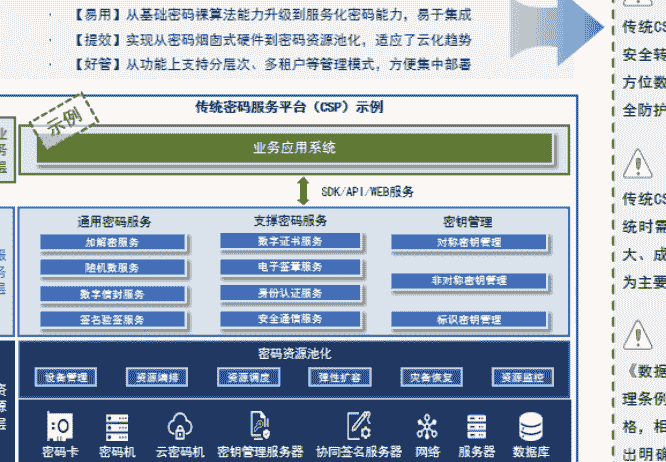 【易用】从基础密码裸算法能力升级到服务化密码能力，易于集成
【提效】实现从密码烟囱式硬件到密码资源池化，适应了云化趋势
【好管】从功能上支持分层次、多租户等管理模式，方便集中部署
传统密码服务平台（CSP）示例
示例
业务应用系统
SDK/API/WEB服务
通用密码服务
加解密服务
随机数服务
数字信封服务
签名验签服务
支撑密码服务
数字证书服务
电子签章服务
身份认证服务
安全通信服务
密钥管理
对称密钥管理
非对称密钥管理
标识密钥管理
密码资源池化
设备管理 资源编排 资源调度 弹性扩容 灾备恢复 资源监控
密码卡 密码机 云密码机 密钥管理服务器 协同签名服务器 网络 服务器 数据库
务
层
务
层
源
层
传统CS
安全转
方位数
全防护
传统CS
统时需
大、成
为主要
《数据
理条例
格，相
出明确